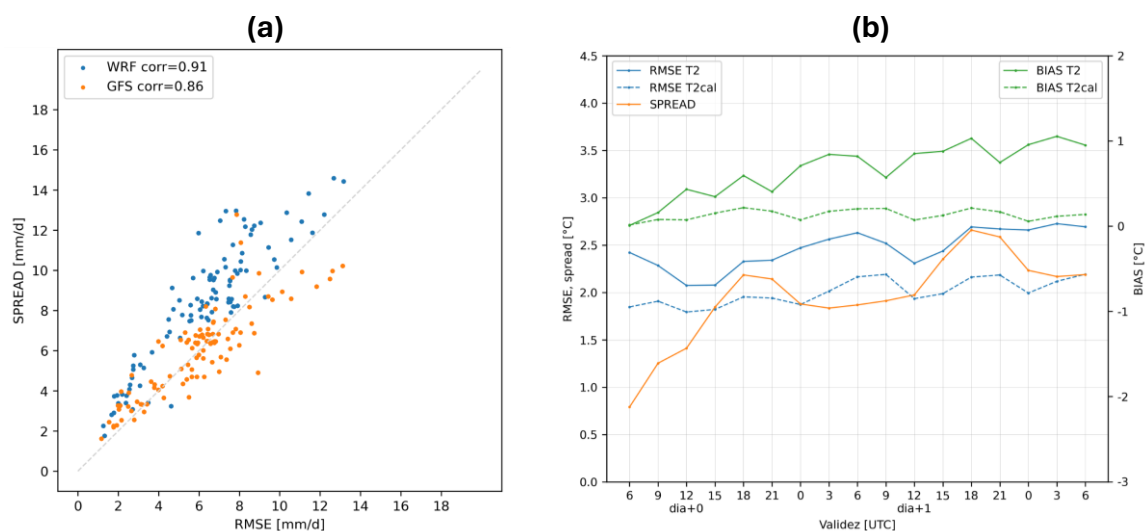 (a)
WRF corr=0.91
GFS corr=0.86
SPREAD [mm/d]
18
16
14
12
10
8
6
4
2
0
0 2 4 6 8 10 12 14 16 18
RMSE [mm/d]
(b)
RMSE T2
RMSE T2cal
SPREAD
BIAS T2
BIAS T2cal
RMSE, spread [°C]
4.5
4.0
3.5
3.0
2.5
2.0
1.5
1.0
0.5
0.0
BIAS [°C]
2
1
0
-1
-2
-3
6 9 12 15 18 21 0 3 6 9 12 15 18 21 0 3 6
dia+0 dia+1
Validez [UTC]